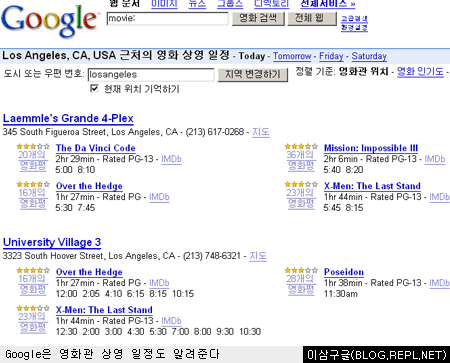 웹 문서 이미지 뉴스 그룹스 디렉토리 전체서비스 »
Google
movie: 영화 검색 전체 웹 고급검색
환경설정
Los Angeles, CA, USA 근처의 영화 상영 일정 - Today - Tomorrow - Friday - Saturday
도시 또는 우편 번호: losangeles 지역 변경하기 정렬 기준: 영화관 위치 - 영화 인기도 -
현재 위치 기억하기
Laemmle's Grande 4-Plex
345 South Figueroa Street, Los Angeles, CA - (213) 617-0268 - 지도
20개의 영화평 The Da Vinci Code
2hr 29min - Rated PG-13 - IMDb
5:00 8:10
36개의 영화평 Mission: Impossible III
2hr 6min - Rated PG-13 - IMDb
5:40 8:20
16개의 영화평 Over the Hedge
1hr 27min - Rated PG - IMDb
5:30 7:45
23개의 영화평 X-Men: The Last Stand
1hr 44min - Rated PG-13 - IMDb
5:45 8:15
University Village 3
3323 South Hoover Street, Los Angeles, CA - (213) 748-6321 - 지도
16개의 영화평 Over the Hedge
1hr 27min - Rated PG - IMDb
12:00 2:05 4:10 6:15 8:15 10:15
28개의 영화평 Poseidon
1hr 38min - Rated PG-13 - IMDb
11:30am
23개의 영화평 X-Men: The Last Stand
1hr 44min - Rated PG-13 - IMDb
12:30 2:00 3:00 4:30 5:30 7:00 8:00 9:30 10:30
Google은 영화관 상영 일정도 알려준다 이삼구글(BLOG.REPL.NET)